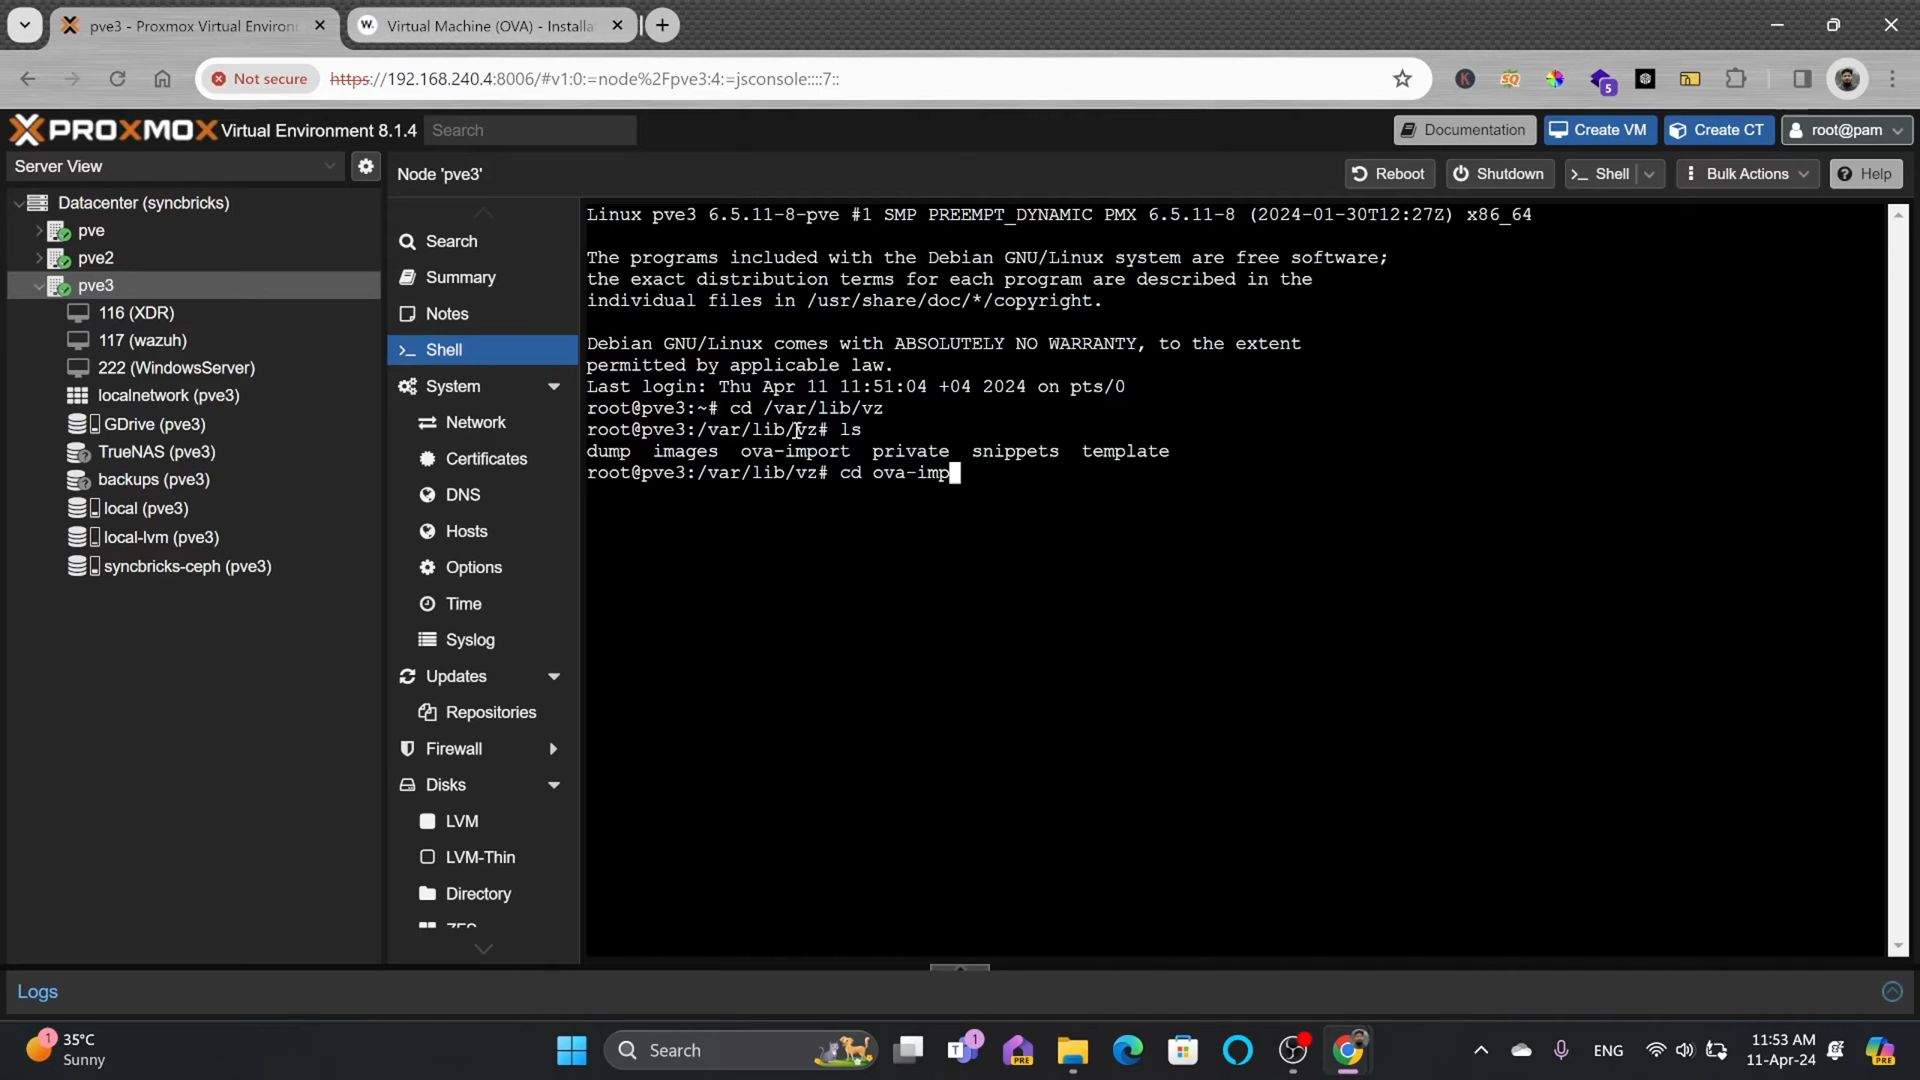 pve3 - Proxmox Virtual Environ
Virtual Machine (OVA) - Installa
Not secure
https://192.168.240.4:8006/#v1:0:=node%2Fpve3:4:=jsconsole::::7::
5
PROXMOX Virtual Environment 8.1.4
Search
Documentation
Create VM
Create CT
root@pam
Server View
Node 'pve3'
Reboot
Shutdown
Shell
Bulk Actions
Help
Datacenter (syncbricks)
pve
pve2
pve3
116 (XDR)
117 (wazuh)
222 (WindowsServer)
localnetwork (pve3)
GDrive (pve3)
TrueNAS (pve3)
backups (pve3)
local (pve3)
local-lvm (pve3)
syncbricks-ceph (pve3)
Search
Summary
Notes
Shell
System
Network
Certificates
DNS
Hosts
Options
Time
Syslog
Updates
Repositories
Firewall
Disks
LVM
LVM-Thin
Directory
ZFS
Linux pve3 6.5.11-8-pve #1 SMP PREEMPT_DYNAMIC PMX 6.5.11-8 (2024-01-30T12:27Z) x86_64
The programs included with the Debian GNU/Linux system are free software;
the exact distribution terms for each program are described in the
individual files in /usr/share/doc/*/copyright.
Debian GNU/Linux comes with ABSOLUTELY NO WARRANTY, to the extent
permitted by applicable law.
Last login: Thu Apr 11 11:51:04 +04 2024 on pts/0
root@pve3:~# cd /var/lib/vz
root@pve3:/var/lib/vz# ls
dump  images  ova-import  private  snippets  template
root@pve3:/var/lib/vz# cd ova-imp
Logs
1
35°C
Sunny
Search
1
PRE
ENG
11:53 AM
11-Apr-24
PRE